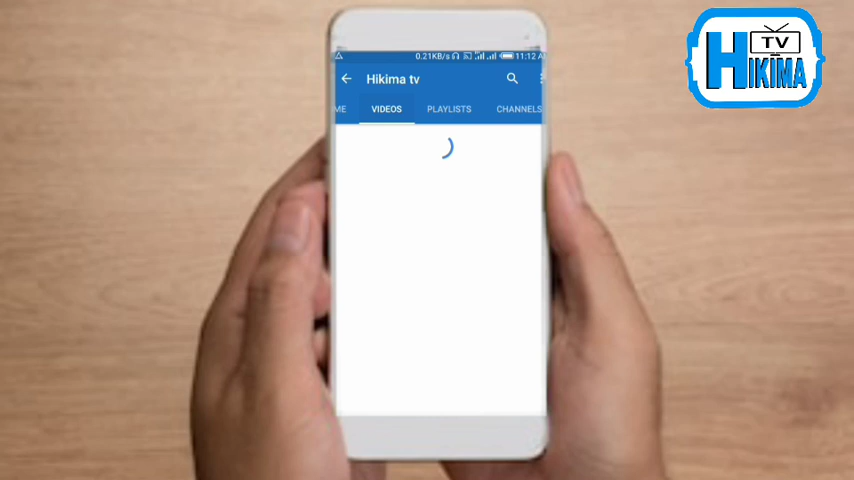 0.21KB/s 11:12 A
Hikima tv
ME VIDEOS PLAYLISTS CHANNELS
TV
HIKIMA